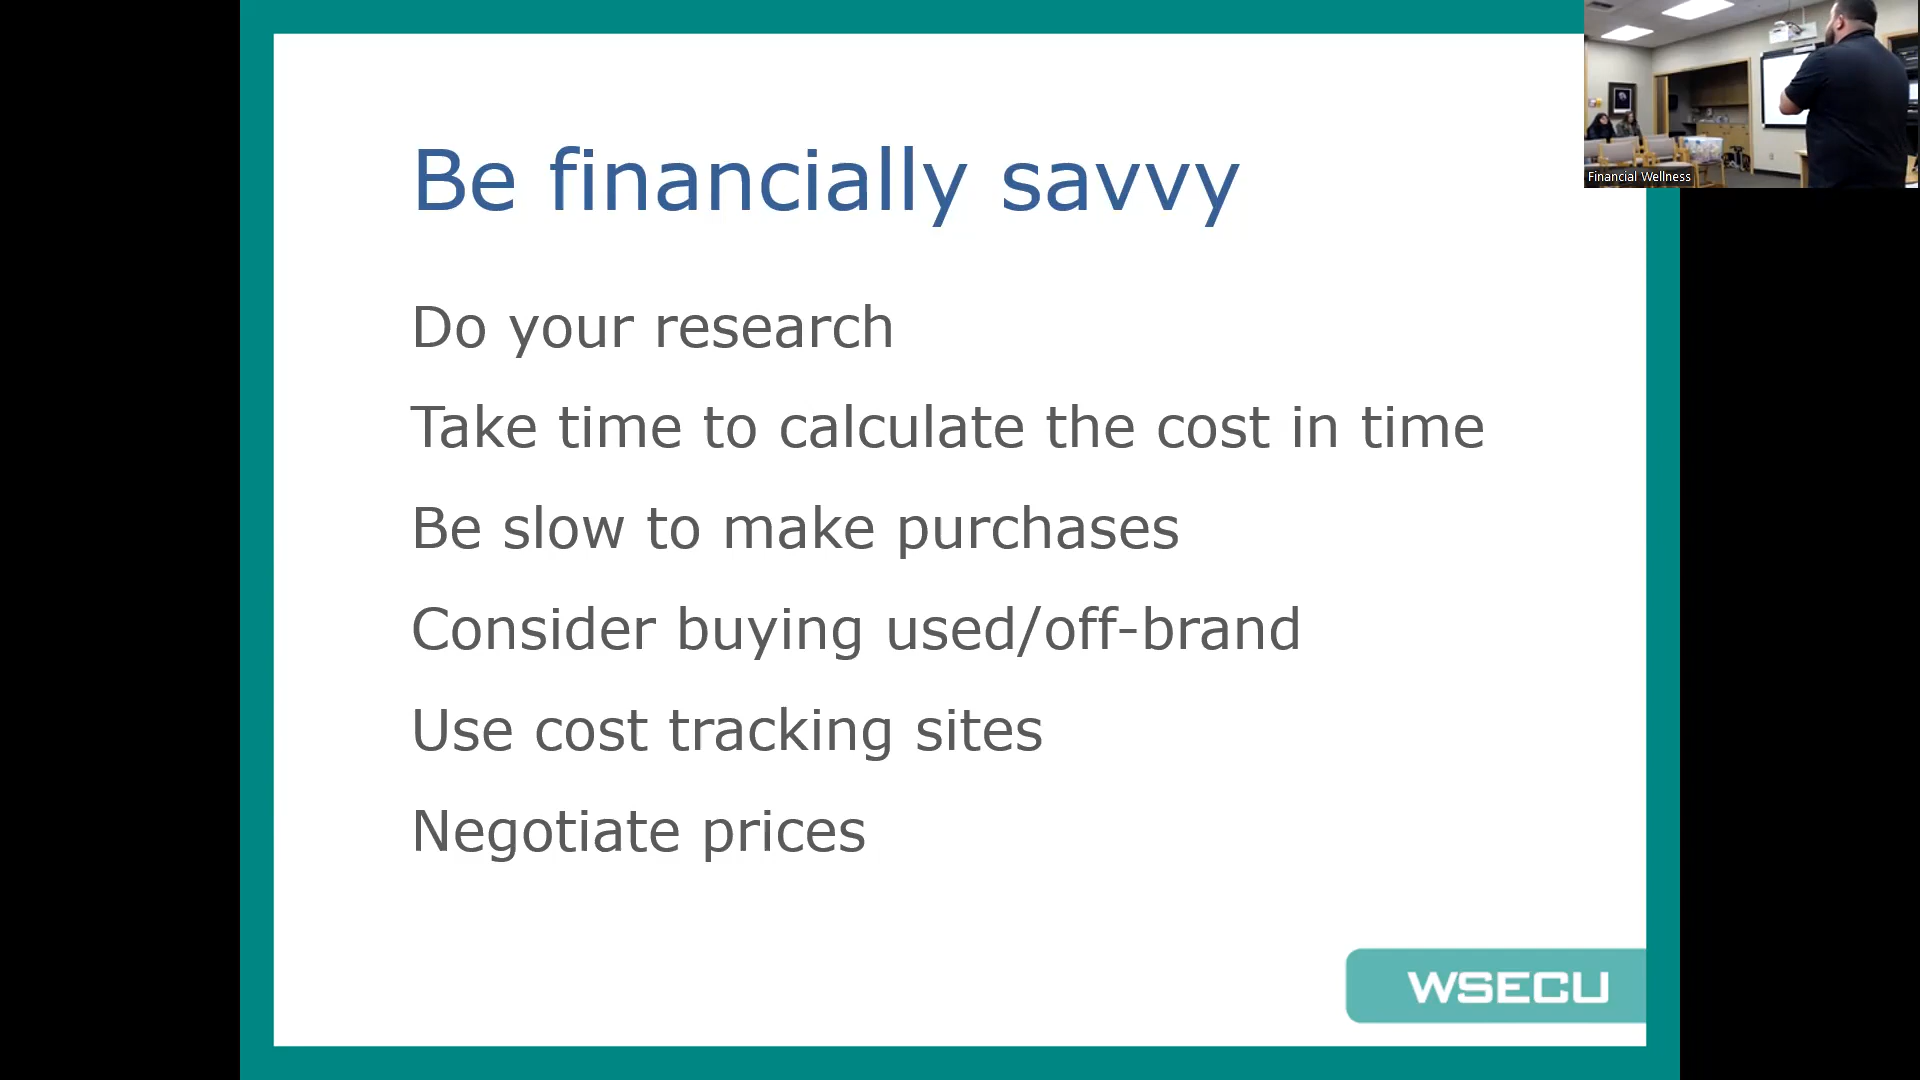 Be financially savvy
Do your research
Take time to calculate the cost in time
Be slow to make purchases
Consider buying used/off-brand
Use cost tracking sites
Negotiate prices
WSECU
Financial Wellness